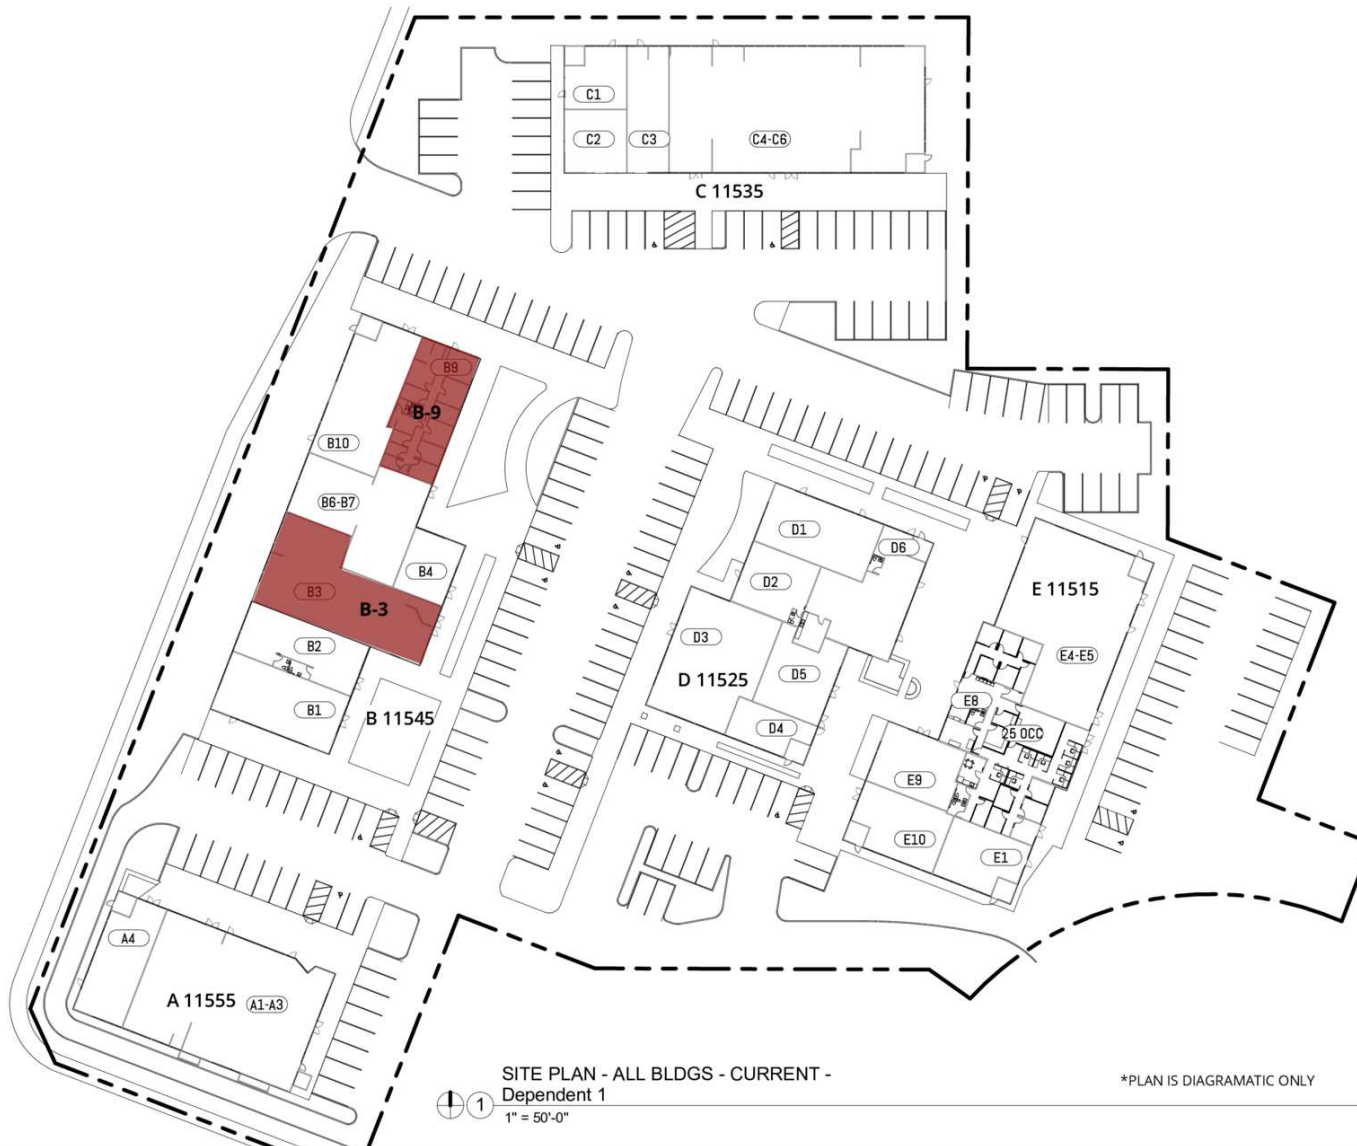 C1
C2
C3
C4-C6
C 11535
B9
B-9
B10
B6-B7
B4
B3
B-3
B2
B1
B 11545
D1
D6
D2
D3
D5
D 11525
D4
E 11515
E4-E5
E8
25 OCC
E9
E10
E1
A4
A 11555
A1-A3
SITE PLAN - ALL BLDGS - CURRENT -
Dependent 1
1
1" = 50'-0"
*PLAN IS DIAGRAMATIC ONLY